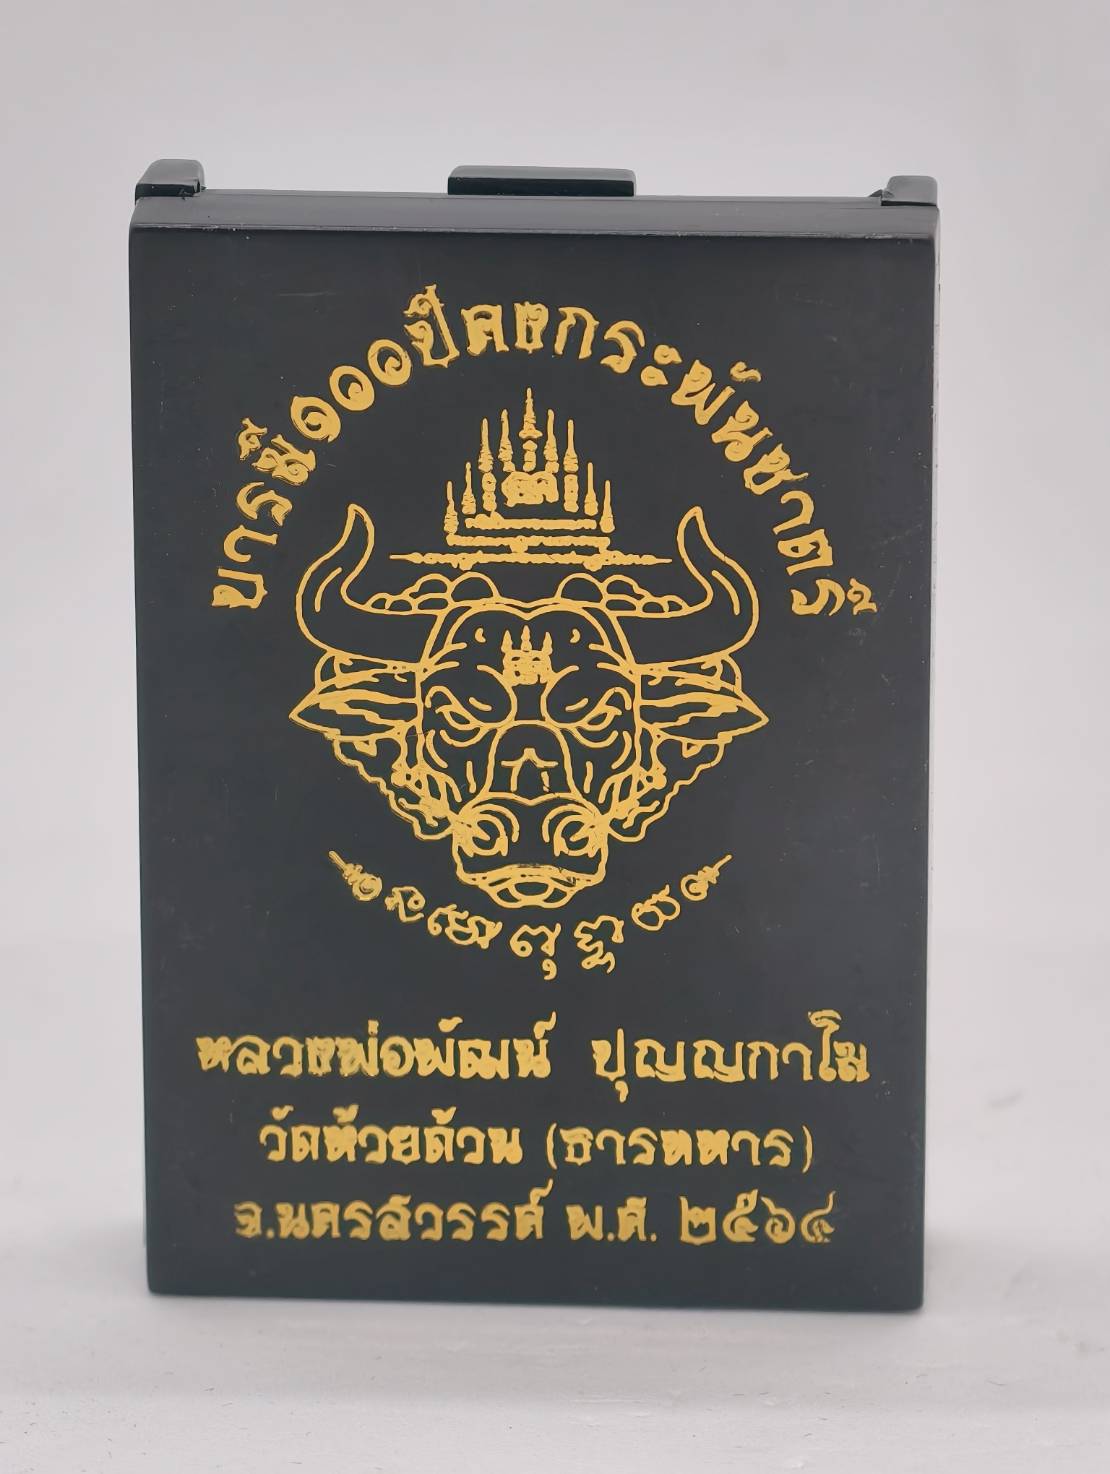 บารมี๑๐๐ปีคงกระพันชาตรี
หลวงพ่อพัฒน์ ปุญญกาโม
วัดห้วยด้วน (ธารทหาร)
จ.นครสวรรค์ พ.ศ. ๒๕๖๔